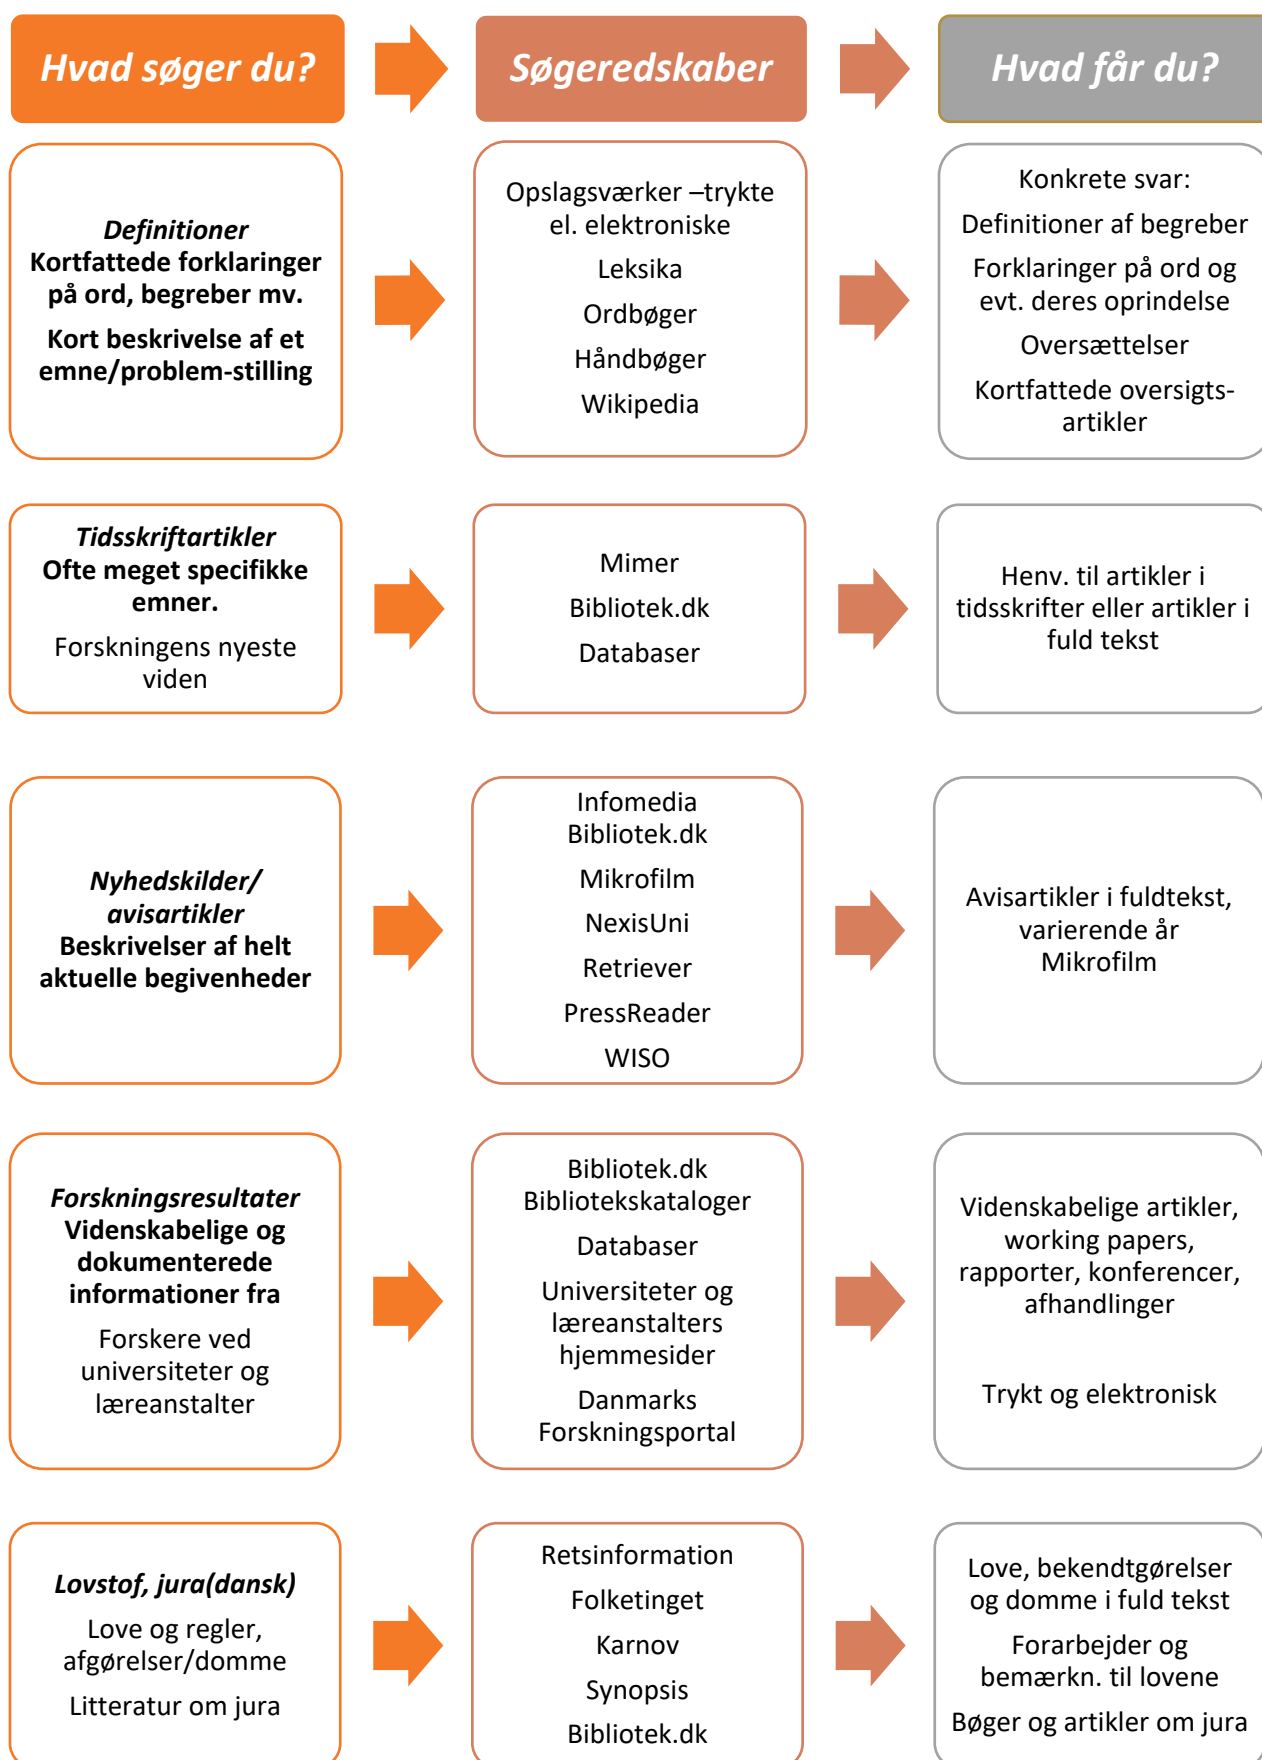 Hvad søger du?
Søgeredskaber
Hvad får du?
Definitioner
Kortfattede forklaringer
på ord, begreber mv.
Kort beskrivelse af et
emne/problem-stilling
Opslagsværker –trykte
el. elektroniske
Leksika
Ordbøger
Håndbøger
Wikipedia
Konkrete svar:
Definitioner af begreber
Forklaringer på ord og
evt. deres oprindelse
Oversættelser
Kortfattede oversigts-
artikler
Tidsskriftartikler
Ofte meget specifikke
emner.
Forskningens nyeste
viden
Mimer
Bibliotek.dk
Databaser
Henv. til artikler i
tidsskrifter eller artikler i
fuld tekst
Nyhedskilder/
avisartikler
Beskrivelser af helt
aktuelle begivenheder
Infomedia
Bibliotek.dk
Mikrofilm
NexisUni
Retriever
PressReader
WISO
Avisartikler i fuldtekst,
varierende år
Mikrofilm
Forskningsresultater
Videnskabelige og
dokumenterede
informationer fra
Forskere ved
universiteter og
læreanstalter
Bibliotek.dk
Bibliotekskataloger
Databaser
Universiteter og
læreanstalters
hjemmesider
Danmarks
Forskningsportal
Videnskabelige artikler,
working papers,
rapporter, konferencer,
afhandlinger
Trykt og elektronisk
Lovstof, jura(dansk)
Love og regler,
afgørelser/domme
Litteratur om jura
Retsinformation
Folketinget
Karnov
Synopsis
Bibliotek.dk
Love, bekendtgørelser
og domme i fuld tekst
Forarbejder og
bemærkn. til lovene
Bøger og artikler om jura